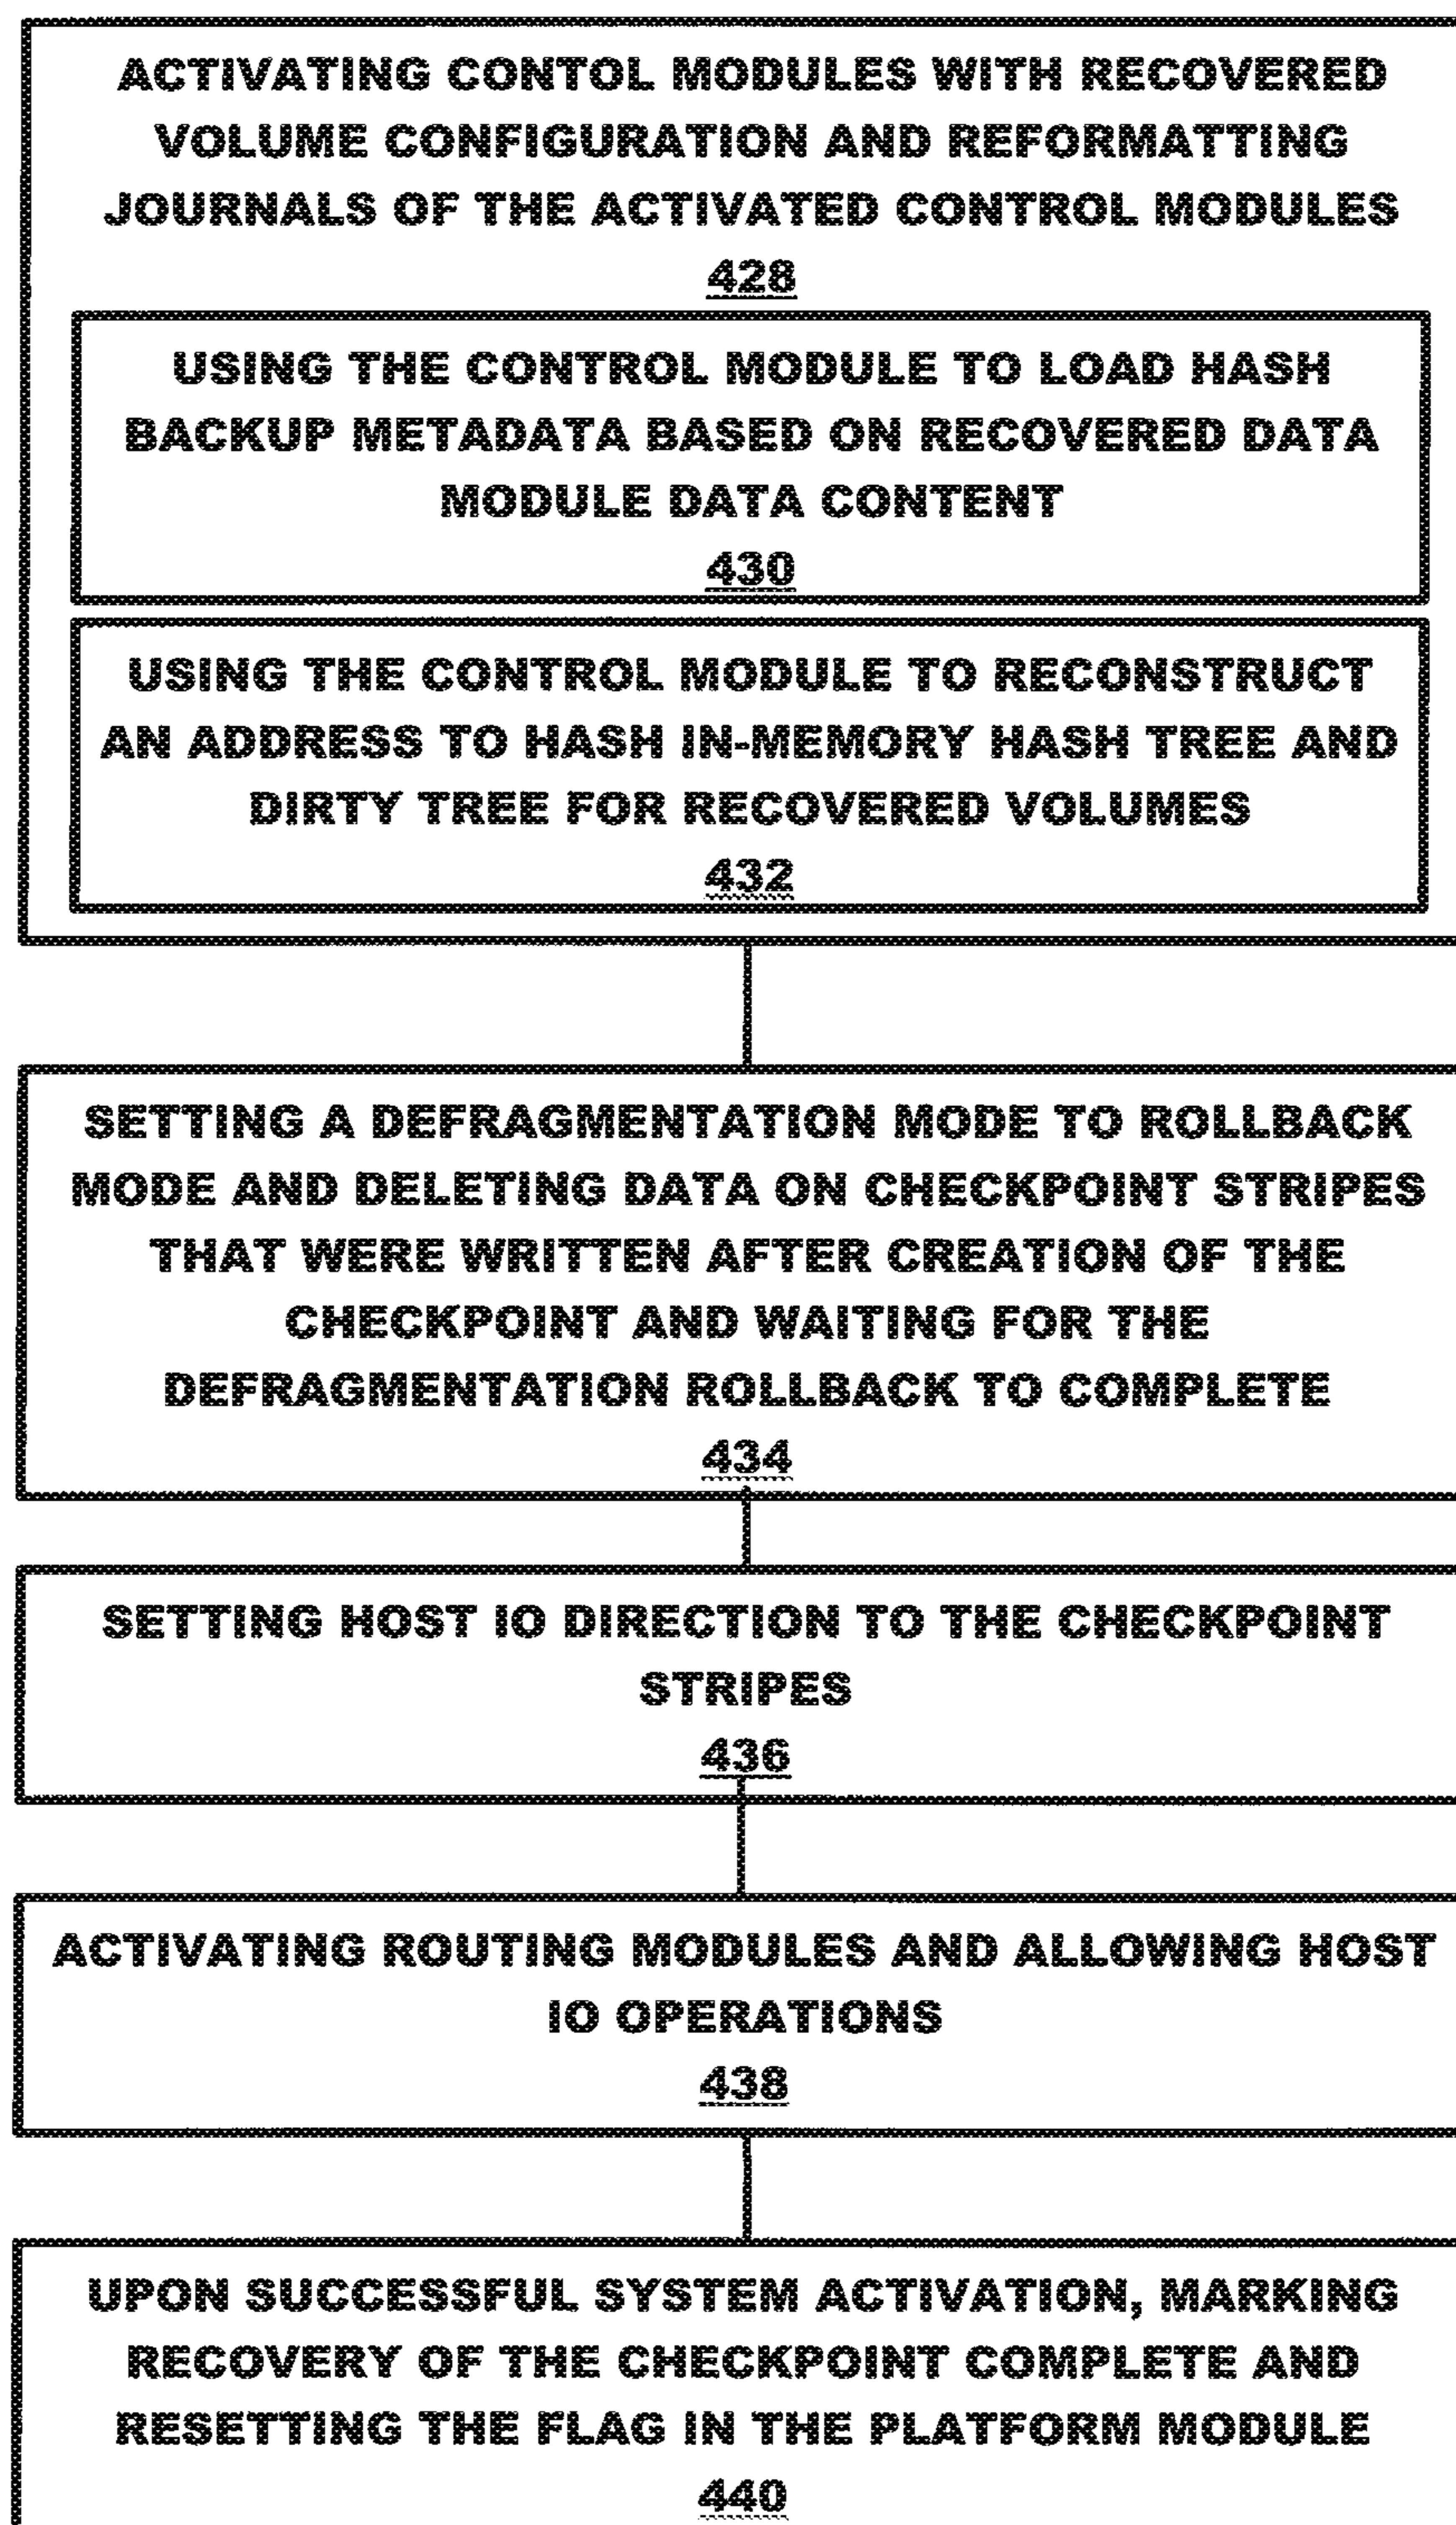 ACTIVATING CONTOL MODULES WITH RECOVERED
VOLUME CONFIGURATION AND REFORMATTING
JOURNALS OF THE ACTIVATED CONTROL MODULES
428
USING THE CONTROL MODULE TO LOAD HASH
BACKUP METADATA BASED ON RECOVERED DATA
MODULE DATA CONTENT
430
USING THE CONTROL MODULE TO RECONSTRUCT
AN ADDRESS TO HASH IN-MEMORY HASH TREE AND
DIRTY TREE FOR RECOVERED VOLUMES
432
SETTING A DEFRAGMENTATION MODE TO ROLLBACK
MODE AND DELETING DATA ON CHECKPOINT STRIPES
THAT WERE WRITTEN AFTER CREATION OF THE
CHECKPOINT AND WAITING FOR THE
DEFRAGMENTATION ROLLBACK TO COMPLETE
434
SETTING HOST IO DIRECTION TO THE CHECKPOINT
STRIPES
436
ACTIVATING ROUTING MODULES AND ALLOWING HOST
IO OPERATIONS
438
UPON SUCCESSFUL SYSTEM ACTIVATION, MARKING
RECOVERY OF THE CHECKPOINT COMPLETE AND
RESETTING THE FLAG IN THE PLATFORM MODULE
440